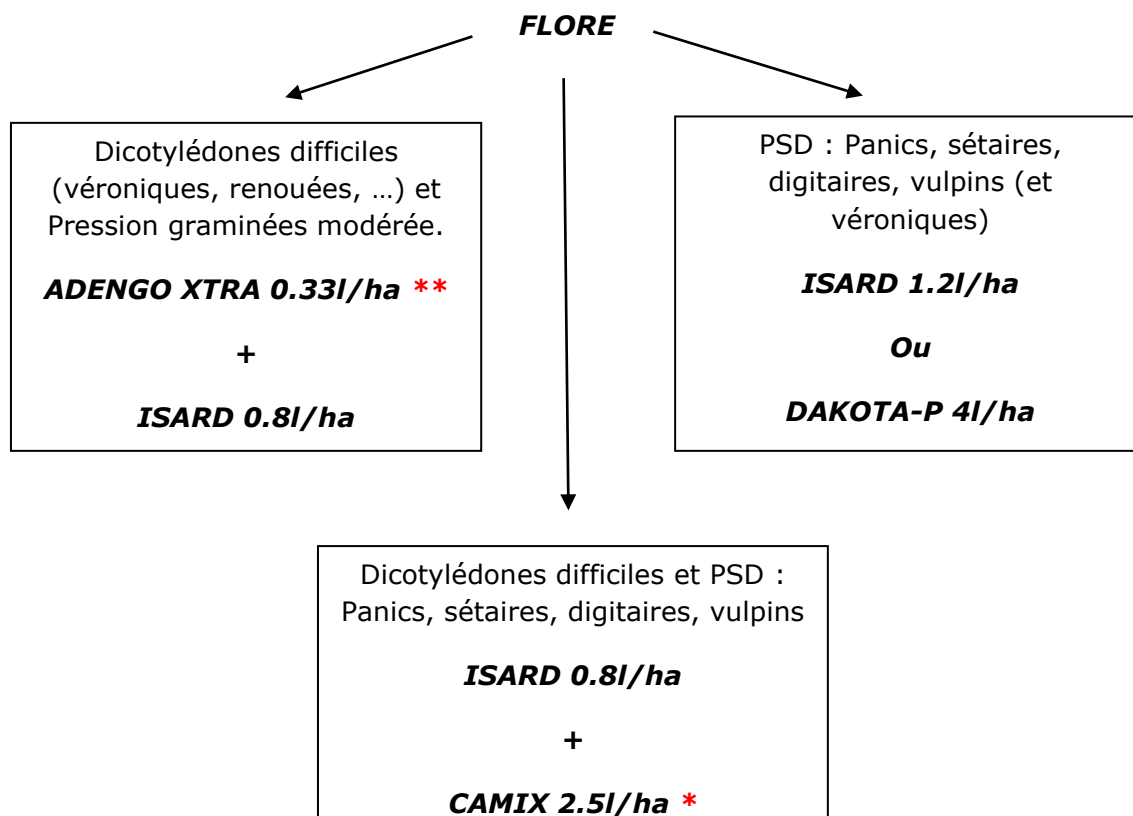 FLORE
Dicotylédones difficiles
(véroniques, renouées, …) et
Pression graminées modérée.
ADENGO XTRA 0.33l/ha **
+
ISARD 0.8l/ha
PSD : Panics, sétaires,
digitaires, vulpins (et
véroniques)
ISARD 1.2l/ha
Ou
DAKOTA-P 4l/ha
Dicotylédones difficiles et PSD :
Panics, sétaires, digitaires, vulpins
ISARD 0.8l/ha
+
CAMIX 2.5l/ha *